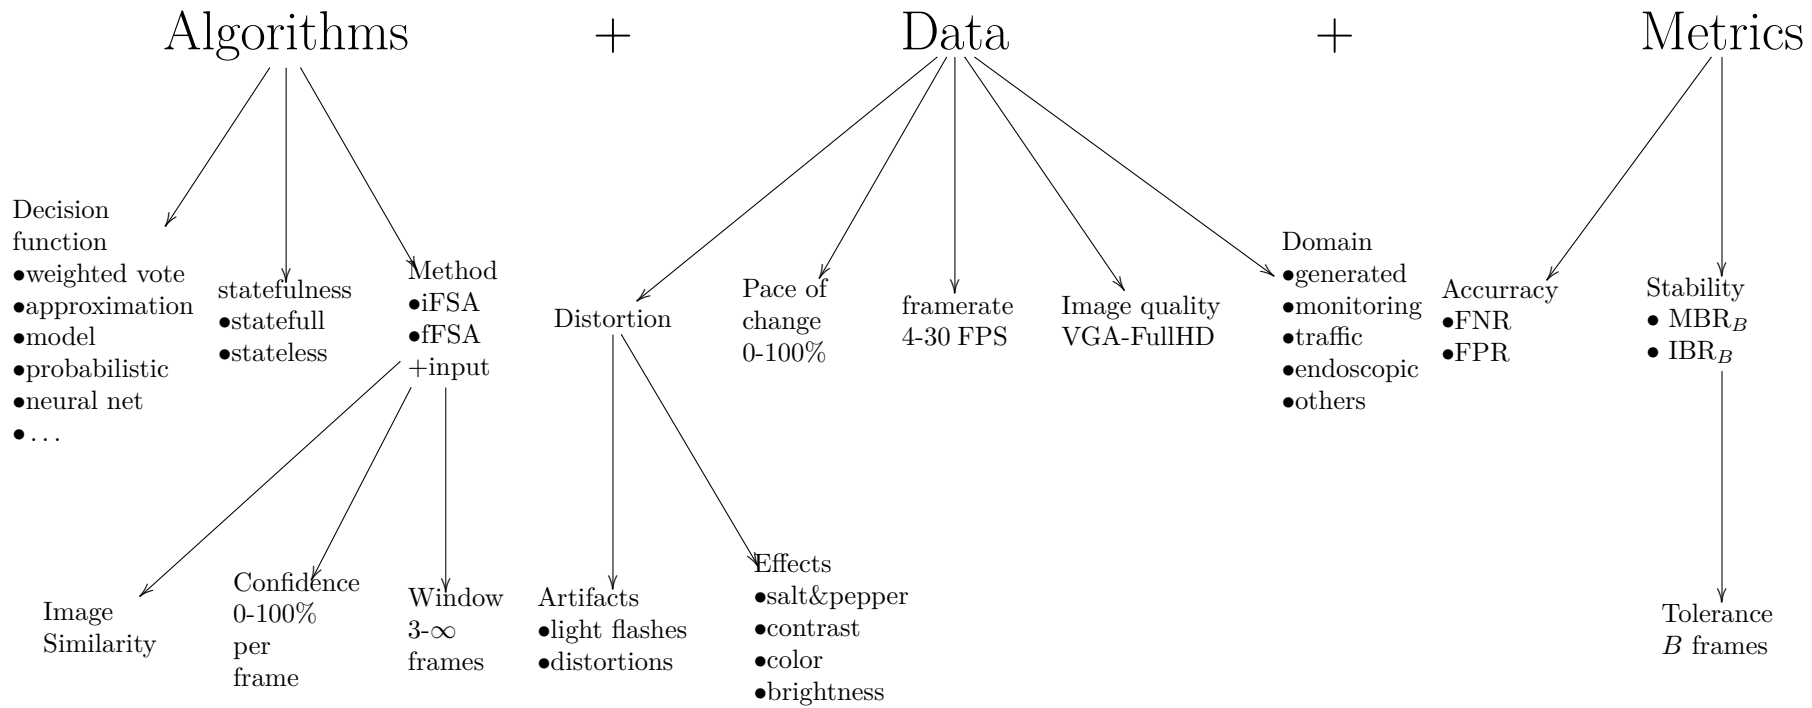 Algorithms + Data + Metrics
Decision
function
•weighted vote
•approximation
•model
•probabilistic
•neural net
•...
statefulness
•statefull
•stateless
Method
•iFSA
•fFSA
+input
Distortion
Pace of
change
0-100%
framerate
4-30 FPS
Image quality
VGA-FullHD
Domain
•generated
•monitoring
•traffic
•endoscopic
•others
Accurracy
•FNR
•FPR
Stability
• MBR_B
• IBR_B
Image
Similarity
Confidence
0-100%
per
frame
Window
3-∞
frames
Artifacts
•light flashes
•distortions
Effects
•salt&pepper
•contrast
•color
•brightness
Tolerance
B frames